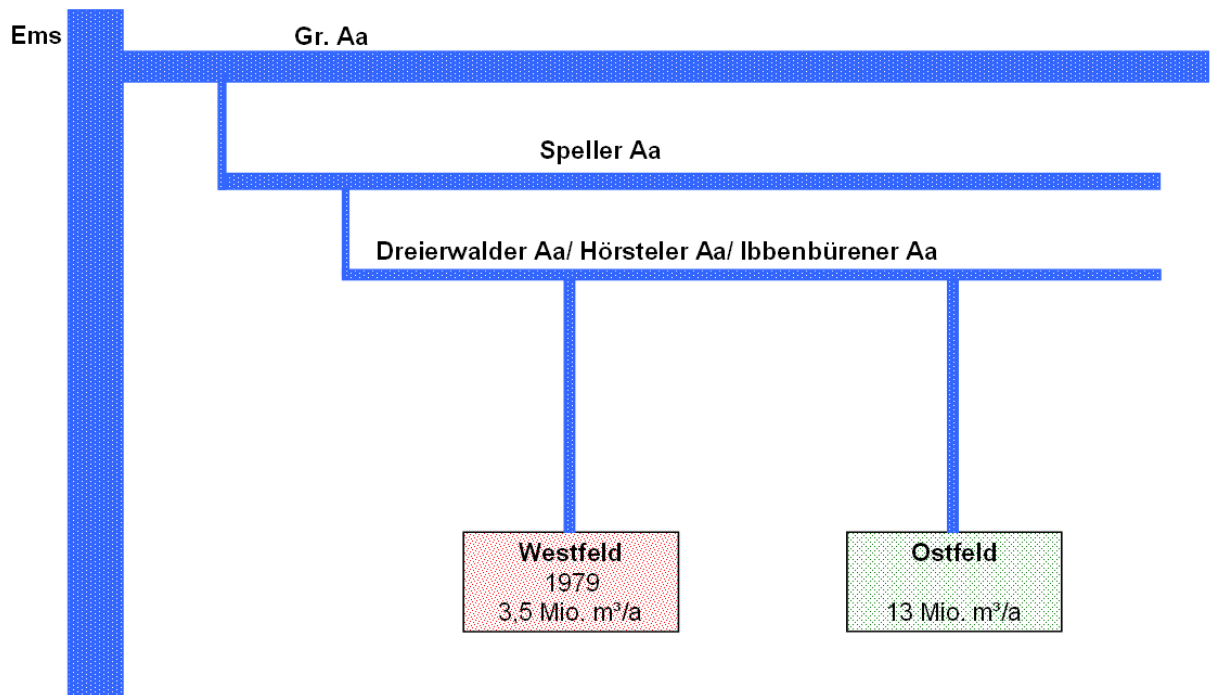 Ems
Gr. Aa
Speller Aa
Dreierwalder Aa/ Hörsteler Aa/ Ibbenbürener Aa
Westfeld
1979
3,5 Mio. m³/a
Ostfeld
13 Mio. m³/a